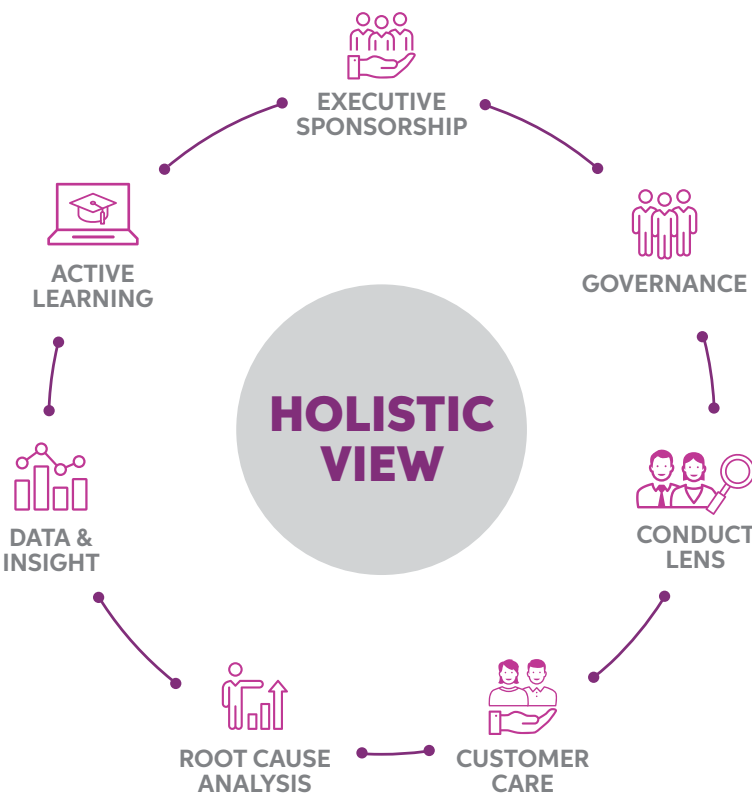 EXECUTIVE
SPONSORSHIP
GOVERNANCE
CONDUCT
LENS
CUSTOMER
CARE
ROOT CAUSE
ANALYSIS
DATA &
INSIGHT
ACTIVE
LEARNING
HOLISTIC
VIEW